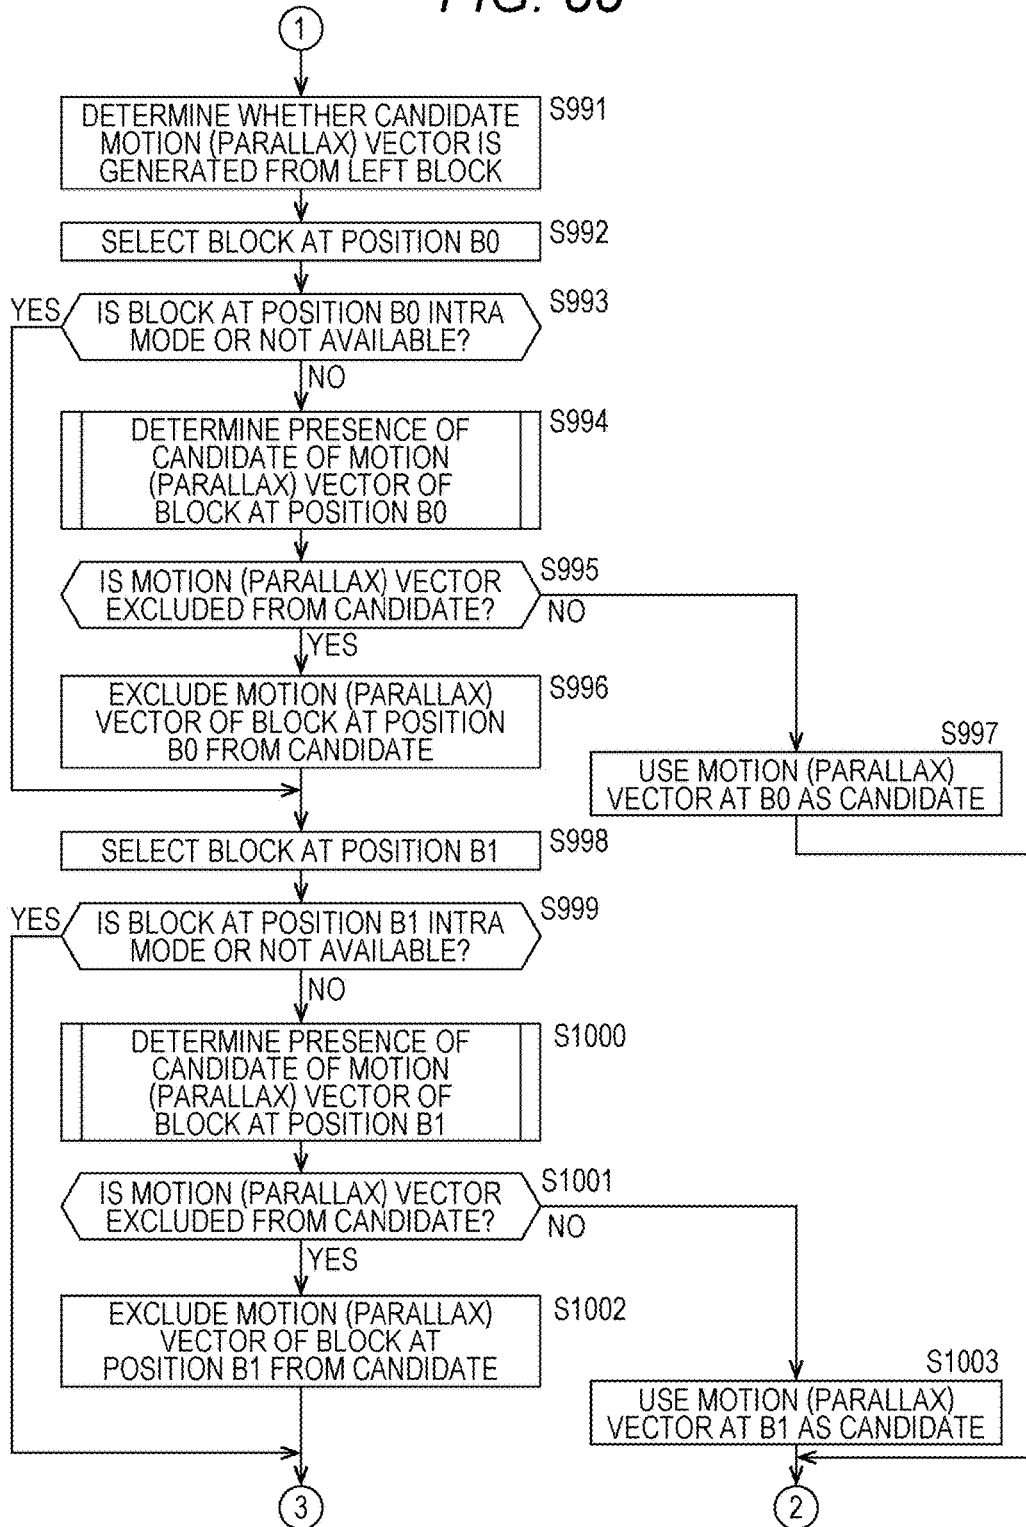 FIG.
1
DETERMINE WHETHER CANDIDATE
MOTION (PARALLAX) VECTOR IS
GENERATED FROM LEFT BLOCK
S991
SELECT BLOCK AT POSITION B0
S992
YES
IS BLOCK AT POSITION B0 INTRA
MODE OR NOT AVAILABLE?
S993
NO
DETERMINE PRESENCE OF
CANDIDATE OF MOTION
(PARALLAX) VECTOR OF
BLOCK AT POSITION B0
S994
IS MOTION (PARALLAX) VECTOR
EXCLUDED FROM CANDIDATE?
S995
NO
YES
EXCLUDE MOTION (PARALLAX)
VECTOR OF BLOCK AT POSITION
B0 FROM CANDIDATE
S996
S997
USE MOTION (PARALLAX)
VECTOR AT B0 AS CANDIDATE
SELECT BLOCK AT POSITION B1
S998
YES
IS BLOCK AT POSITION B1 INTRA
MODE OR NOT AVAILABLE?
S999
NO
DETERMINE PRESENCE OF
CANDIDATE OF MOTION
(PARALLAX) VECTOR OF
BLOCK AT POSITION B1
S1000
IS MOTION (PARALLAX) VECTOR
EXCLUDED FROM CANDIDATE?
S1001
NO
YES
EXCLUDE MOTION (PARALLAX)
VECTOR OF BLOCK AT
POSITION B1 FROM CANDIDATE
S1002
S1003
USE MOTION (PARALLAX)
VECTOR AT B1 AS CANDIDATE
3
2